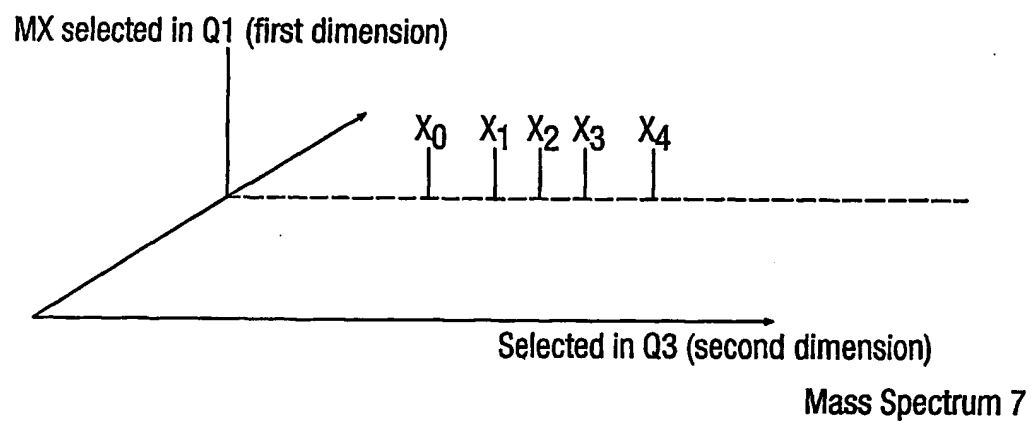 MX selected in Q1 (first dimension)
X0 X1 X2 X3 X4
Selected in Q3 (second dimension)
Mass Spectrum 7